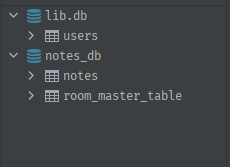 lib.db
users
notes_db
notes
room_master_table